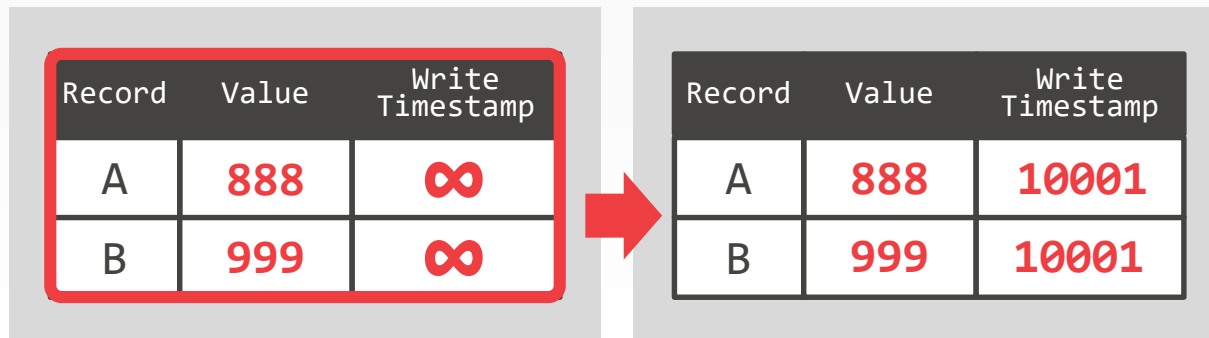 Record Value Write Timestamp
A 888 ∞
B 999 ∞
Record Value Write Timestamp
A 888 10001
B 999 10001